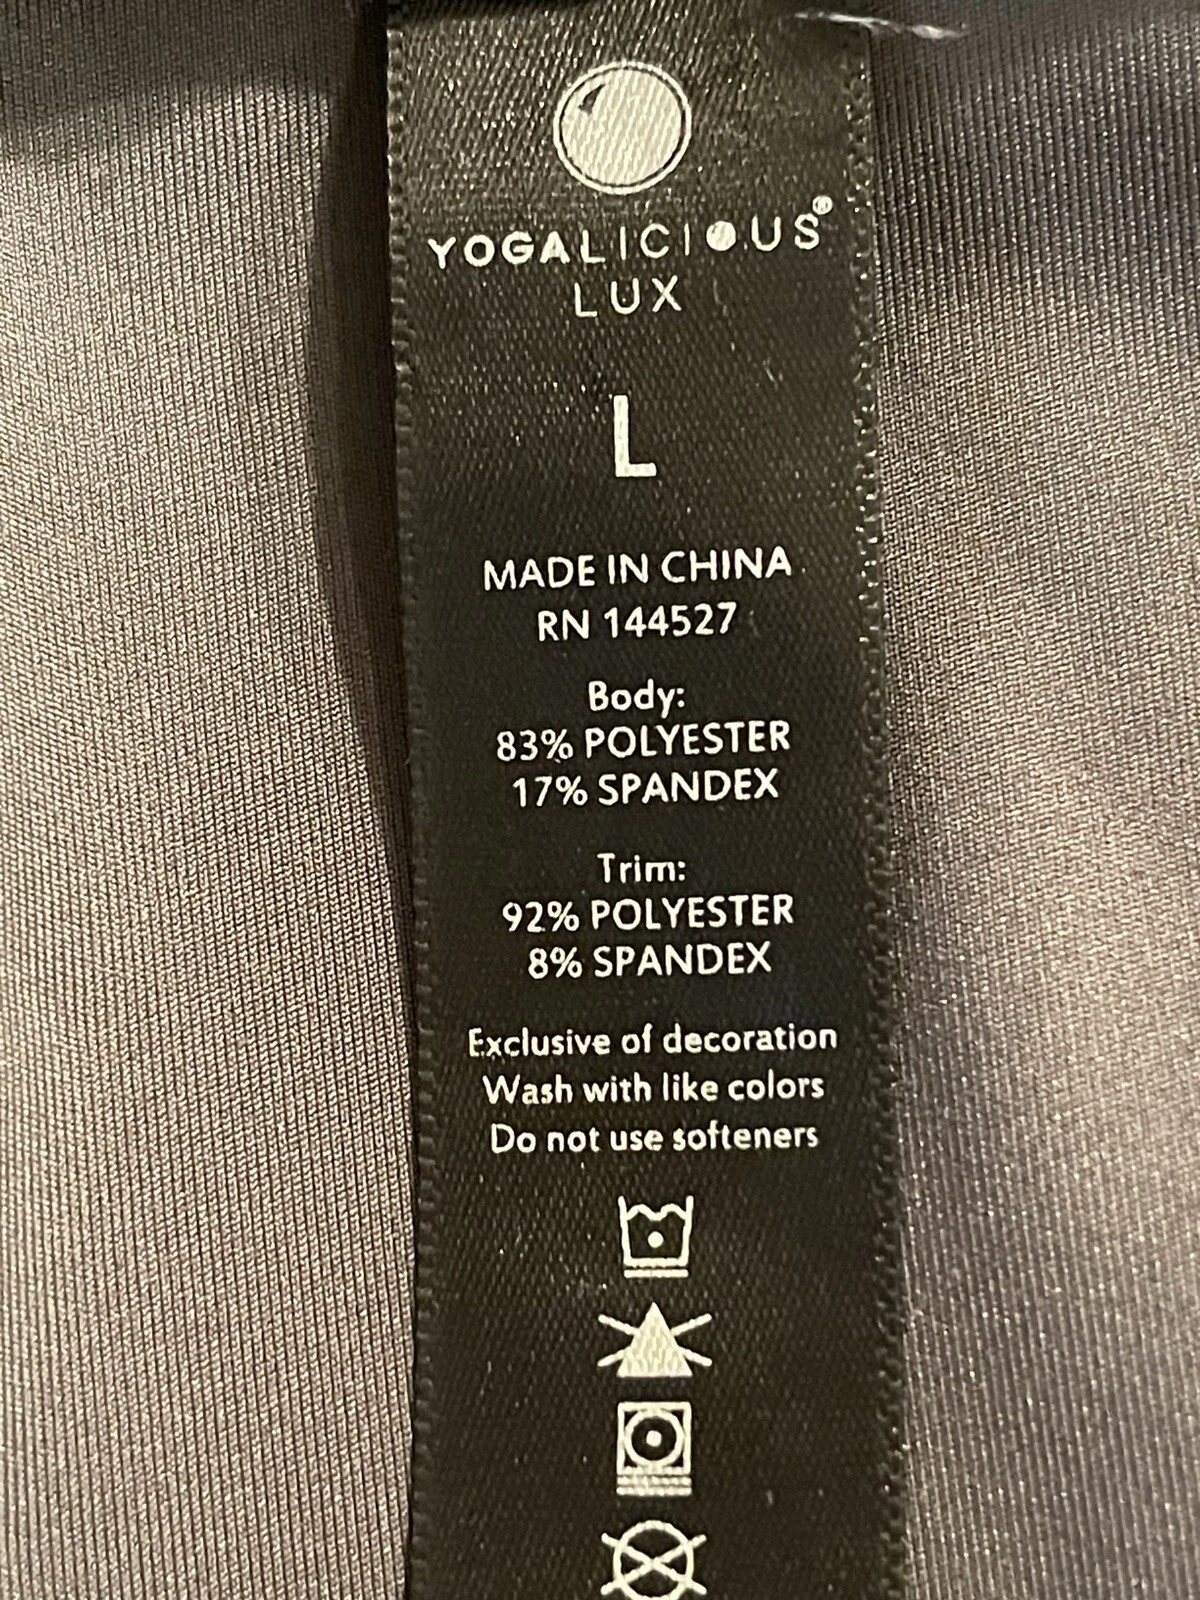 YOGALICIOUS®
LUX
L
MADE IN CHINA
RN 144527
Body:
83% POLYESTER
17% SPANDEX
Trim:
92% POLYESTER
8% SPANDEX
Exclusive of decoration
Wash with like colors
Do not use softeners